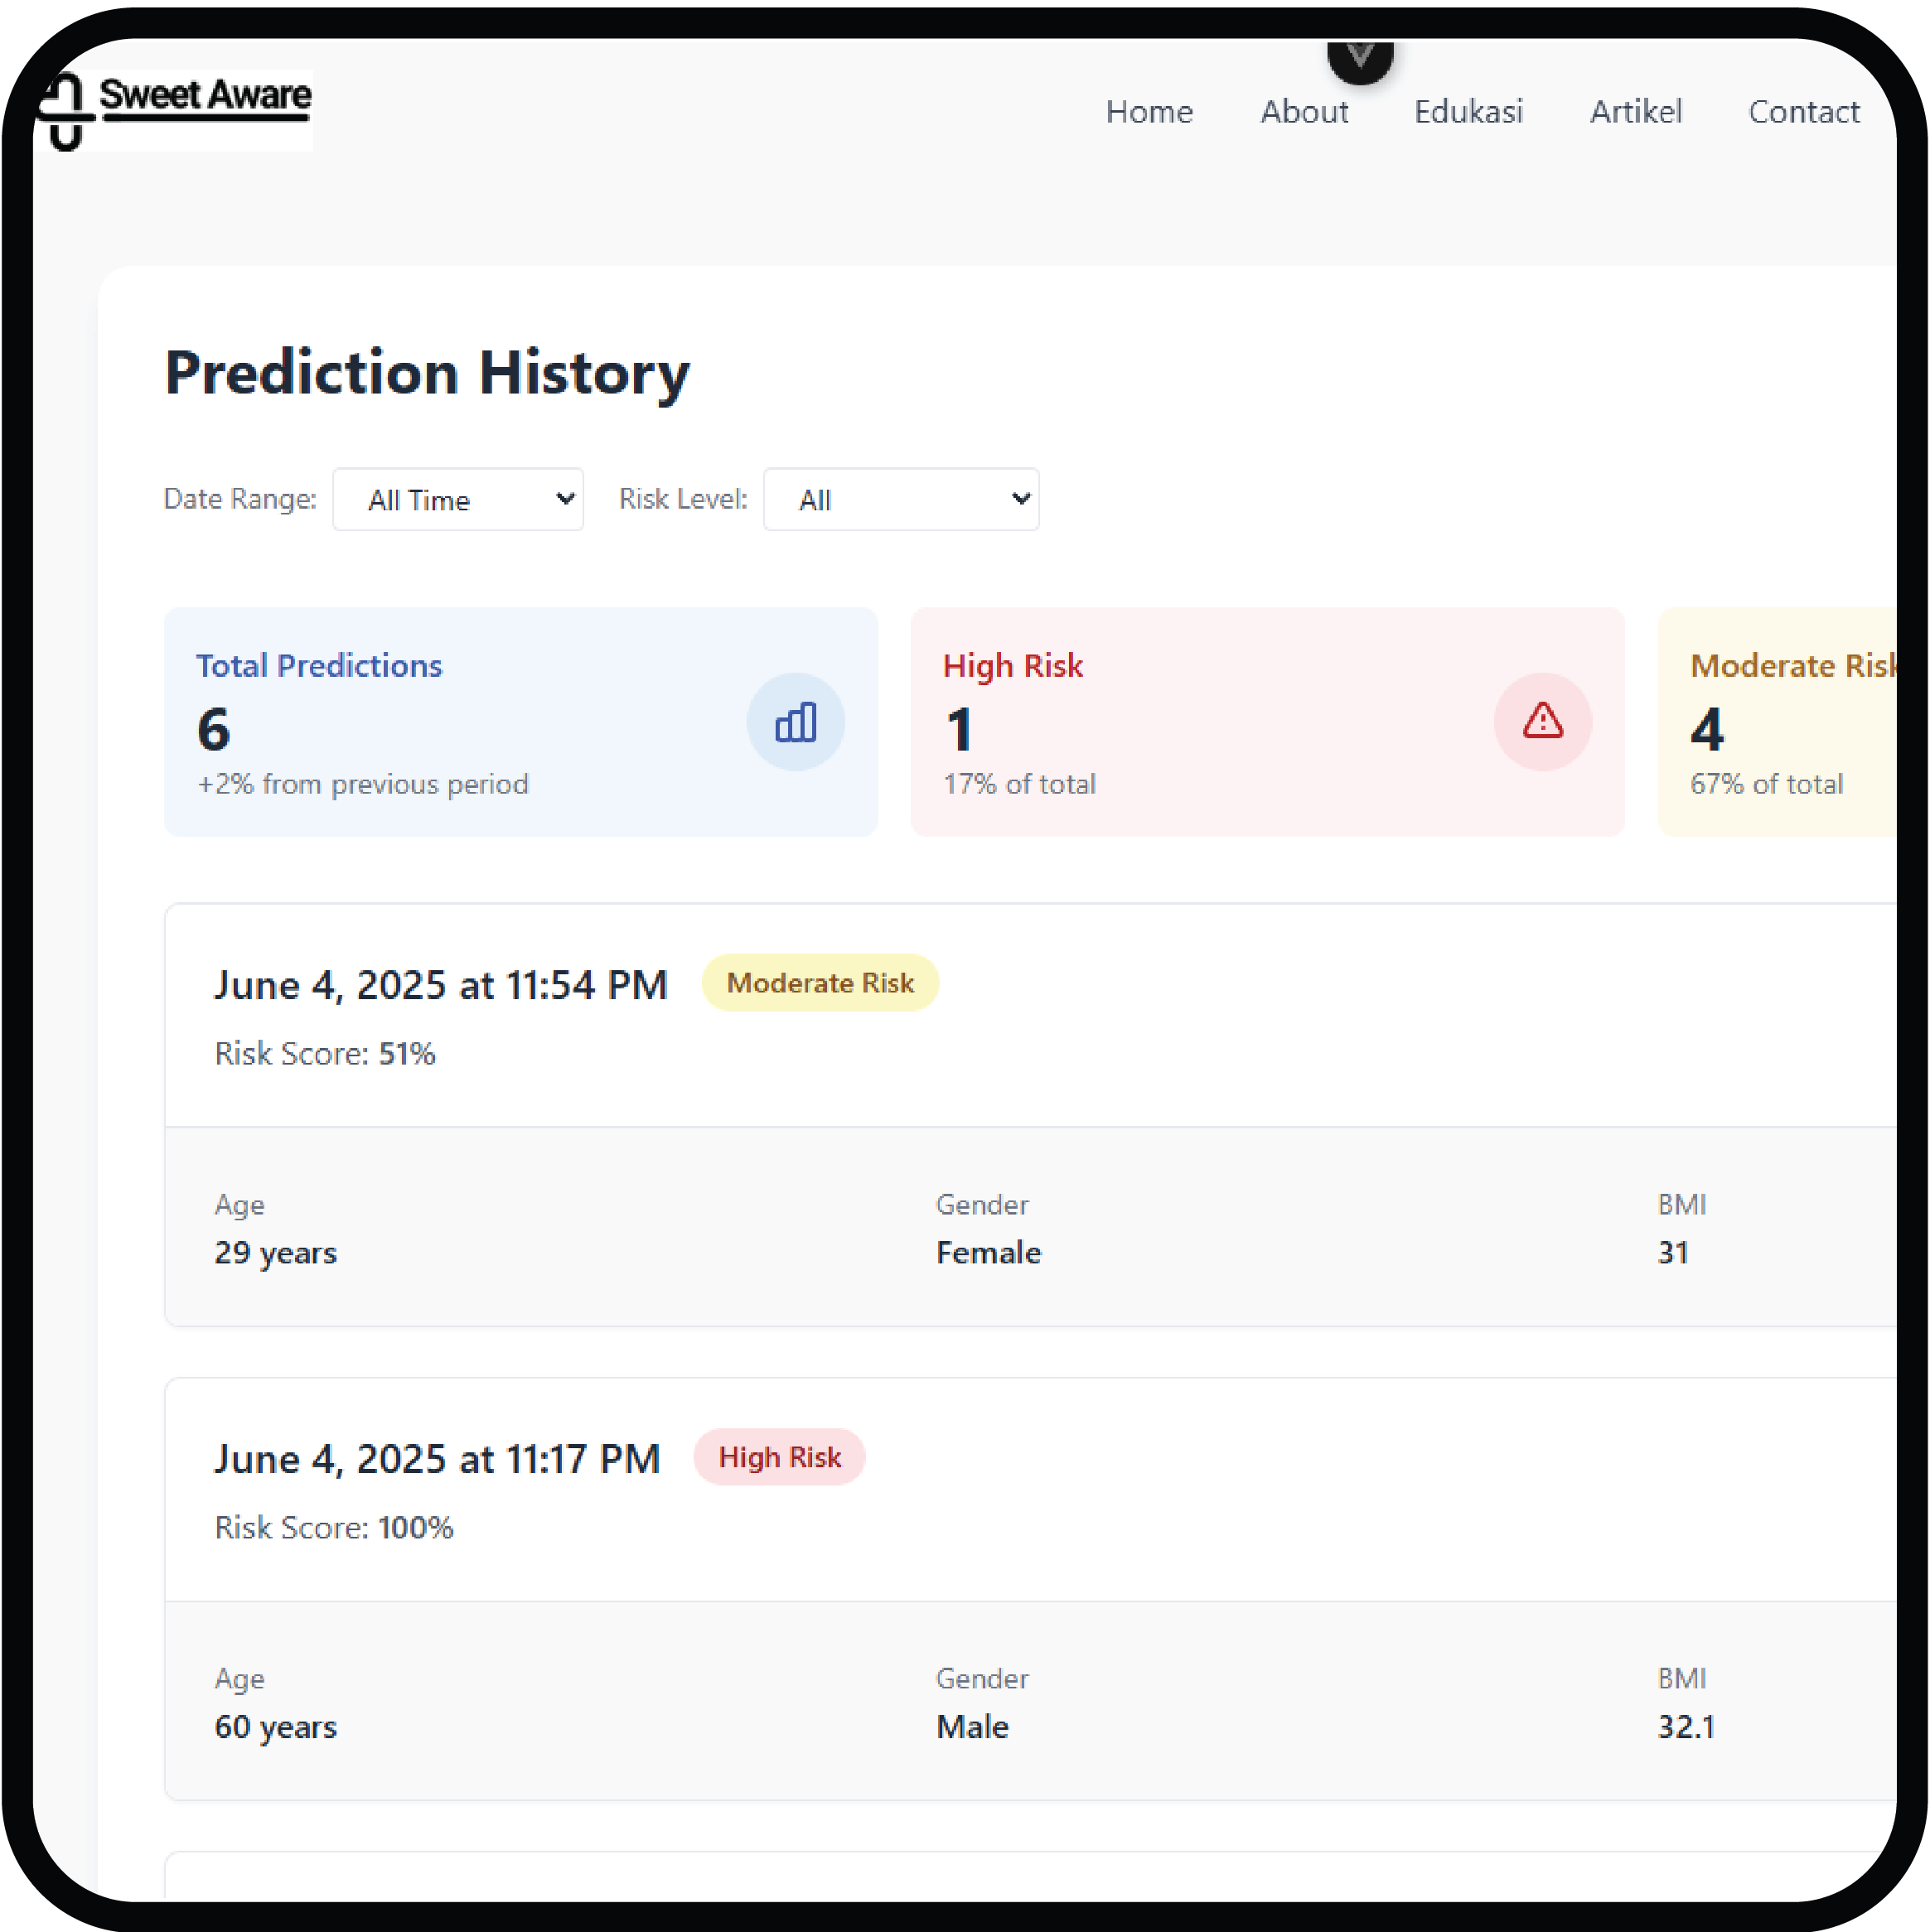 Sweet Aware
Home About Edukasi Artikel Contact
Prediction History
Date Range: All Time Risk Level: All
Total Predictions
6
+2% from previous period
High Risk
1
17% of total
Moderate Risk
4
67% of total
June 4, 2025 at 11:54 PM Moderate Risk
Risk Score: 51%
Age Gender BMI
29 years Female 31
June 4, 2025 at 11:17 PM High Risk
Risk Score: 100%
Age Gender BMI
60 years Male 32.1